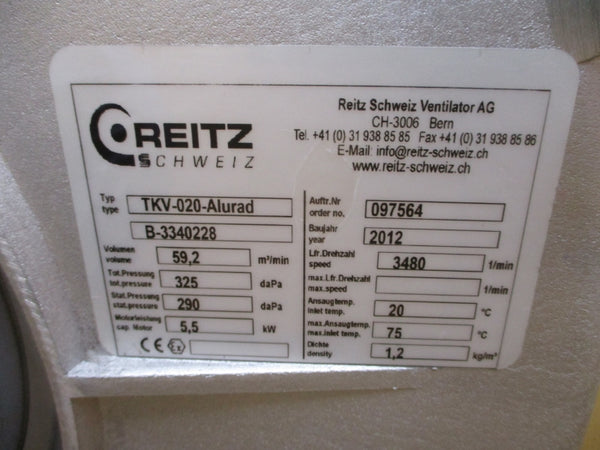 REITZ
SCHWEIZ
Reitz Schweiz Ventilator AG
CH-3006 Bern
Tel. +41 (0) 31 938 85 85 Fax +41 (0) 31 938 85 86
E-Mail: info@reitz-schweiz.ch
www.reitz-schweiz.ch
Typ
type TKV-020-Alurad
B-3340228
Volumen
volume 59,2 m³/min
Tot.Pressung
tot.pressure 325 daPa
Stat.Pressung
stat.pressure 290 daPa
Motorleistung
cap. Motor 5,5 kW
CE Ex
Auftr.Nr
order no. 097564
Baujahr
year 2012
Lfr.Drehzahl
speed 3480 1/min
max.Lfr.Drehzahl
max.speed 1/min
Ansaugtemp.
inlet temp. 20 °C
max.Ansaugtemp.
max.inlet temp. 75 °C
Dichte
density 1,2 kg/m³